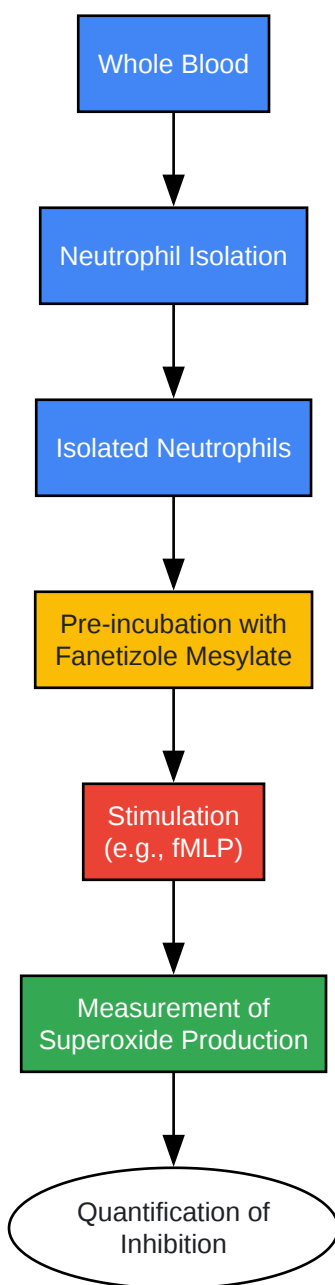 Whole Blood
Neutrophil Isolation
Isolated Neutrophils
Pre-incubation with
Fanetizole Mesylate
Stimulation
(e.g., fMLP)
Measurement of
Superoxide Production
Quantification of
Inhibition